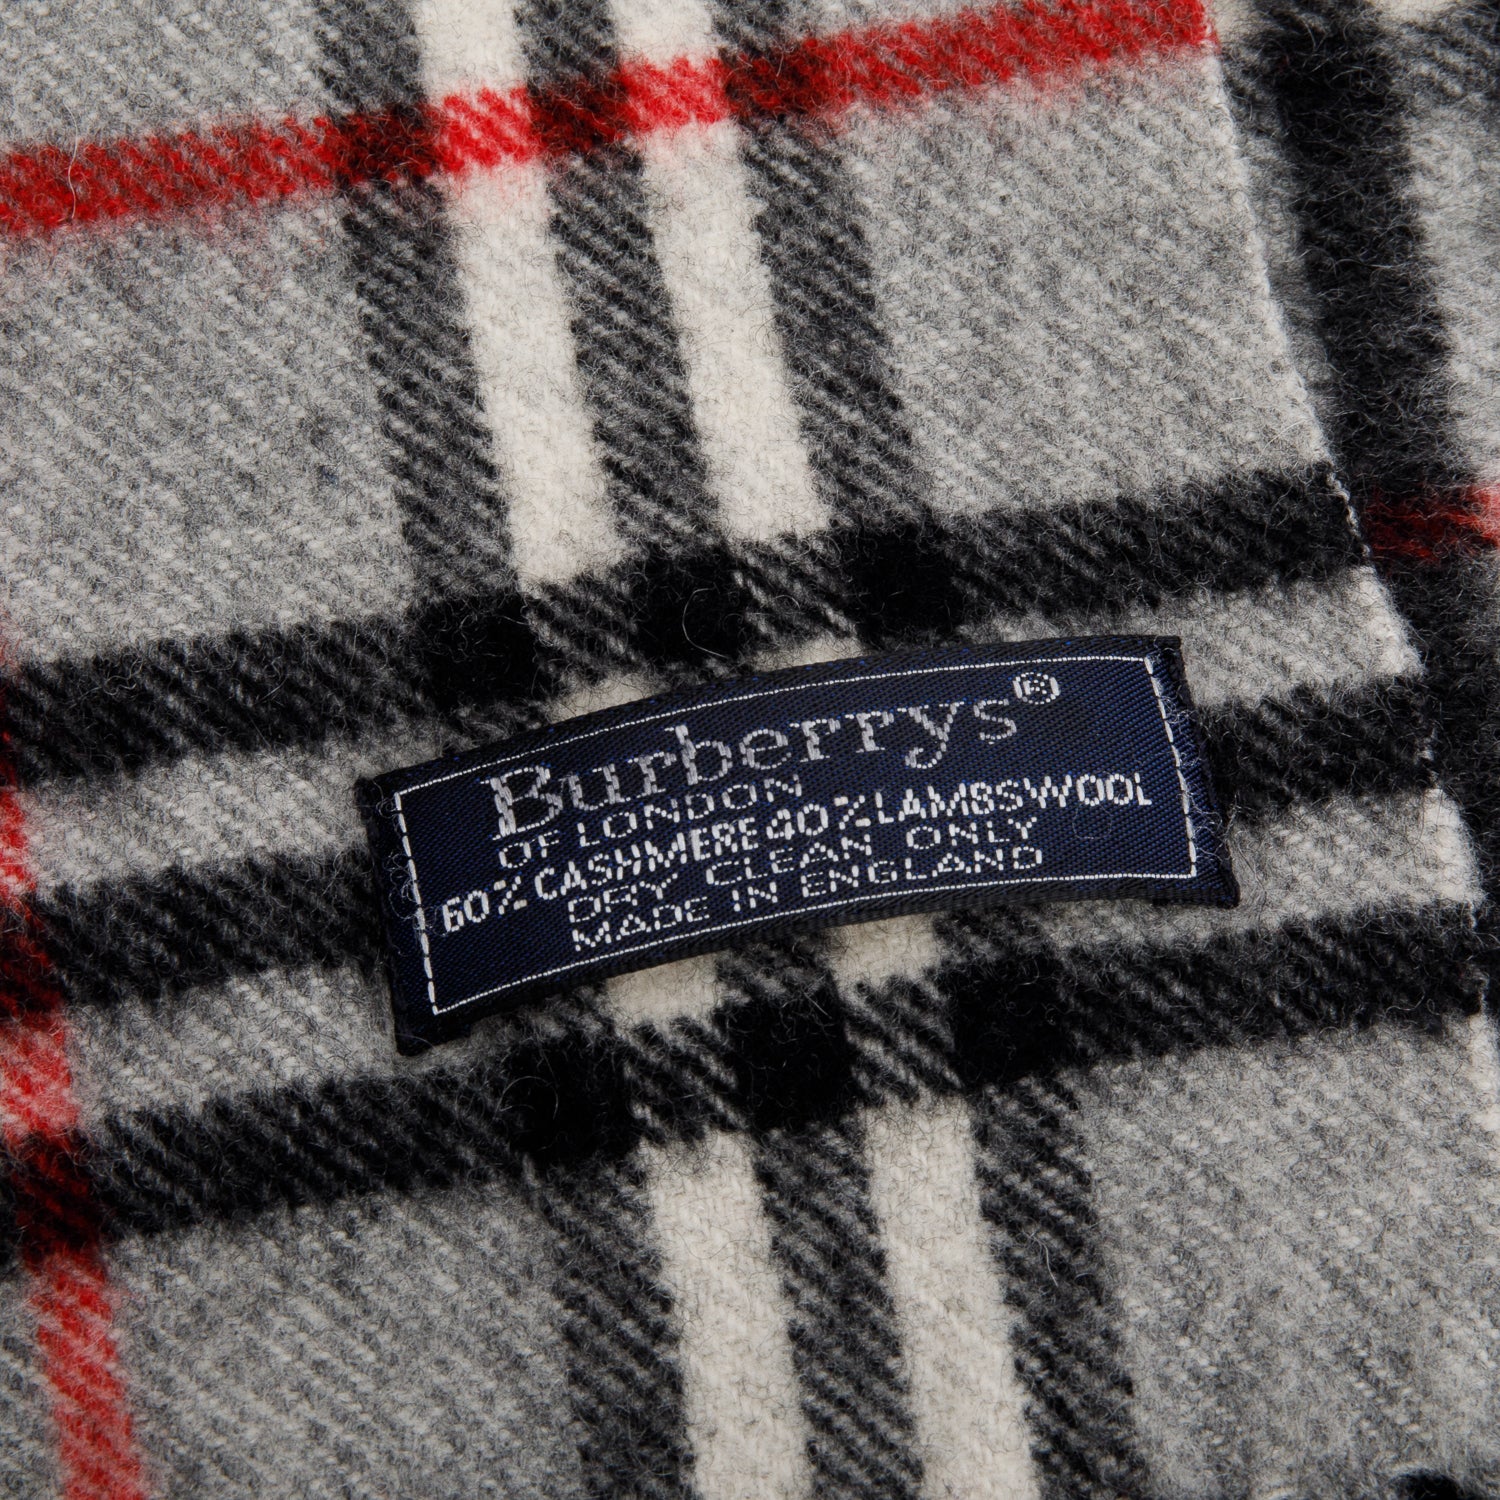 Burberrys®
OF LONDON
60% CASHMERE 40% LAMBSWOOL
DRY CLEAN ONLY
MADE IN ENGLAND